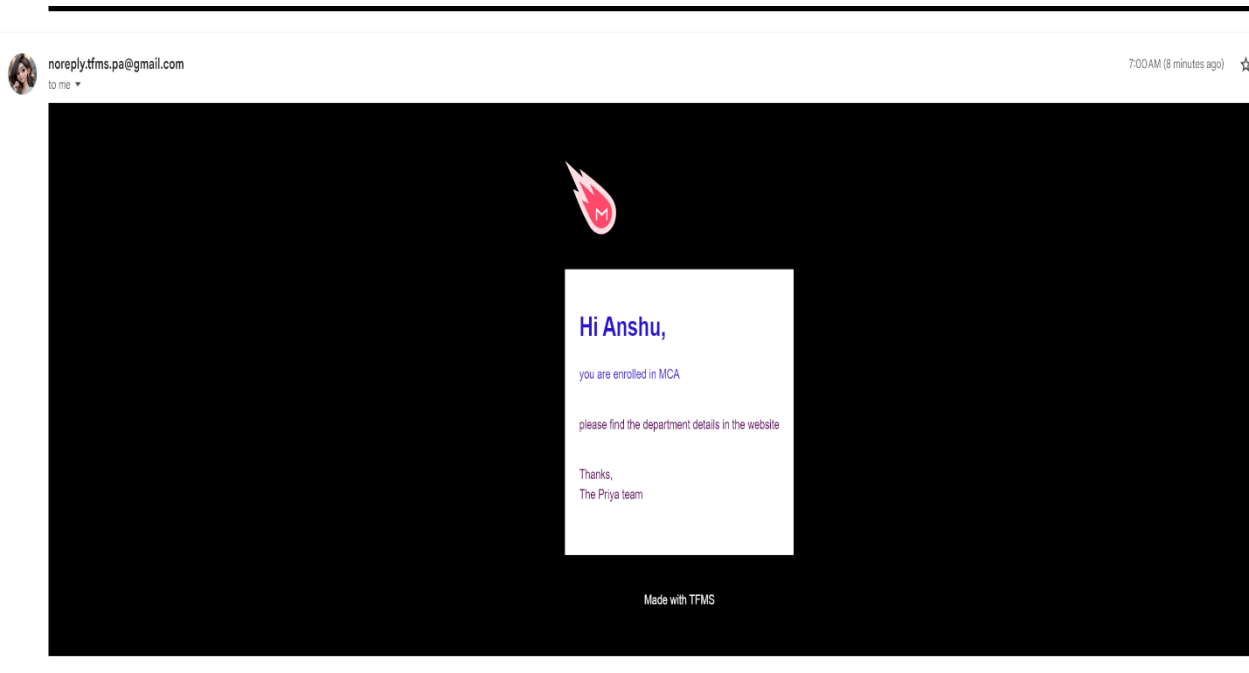 noreply.tfms.pa@gmail.com
7:00 AM (8 minutes ago)
to me
M
Hi Anshu,
you are enrolled in MCA
please find the department details in the website
Thanks,
The Priya team
Made with TFMS